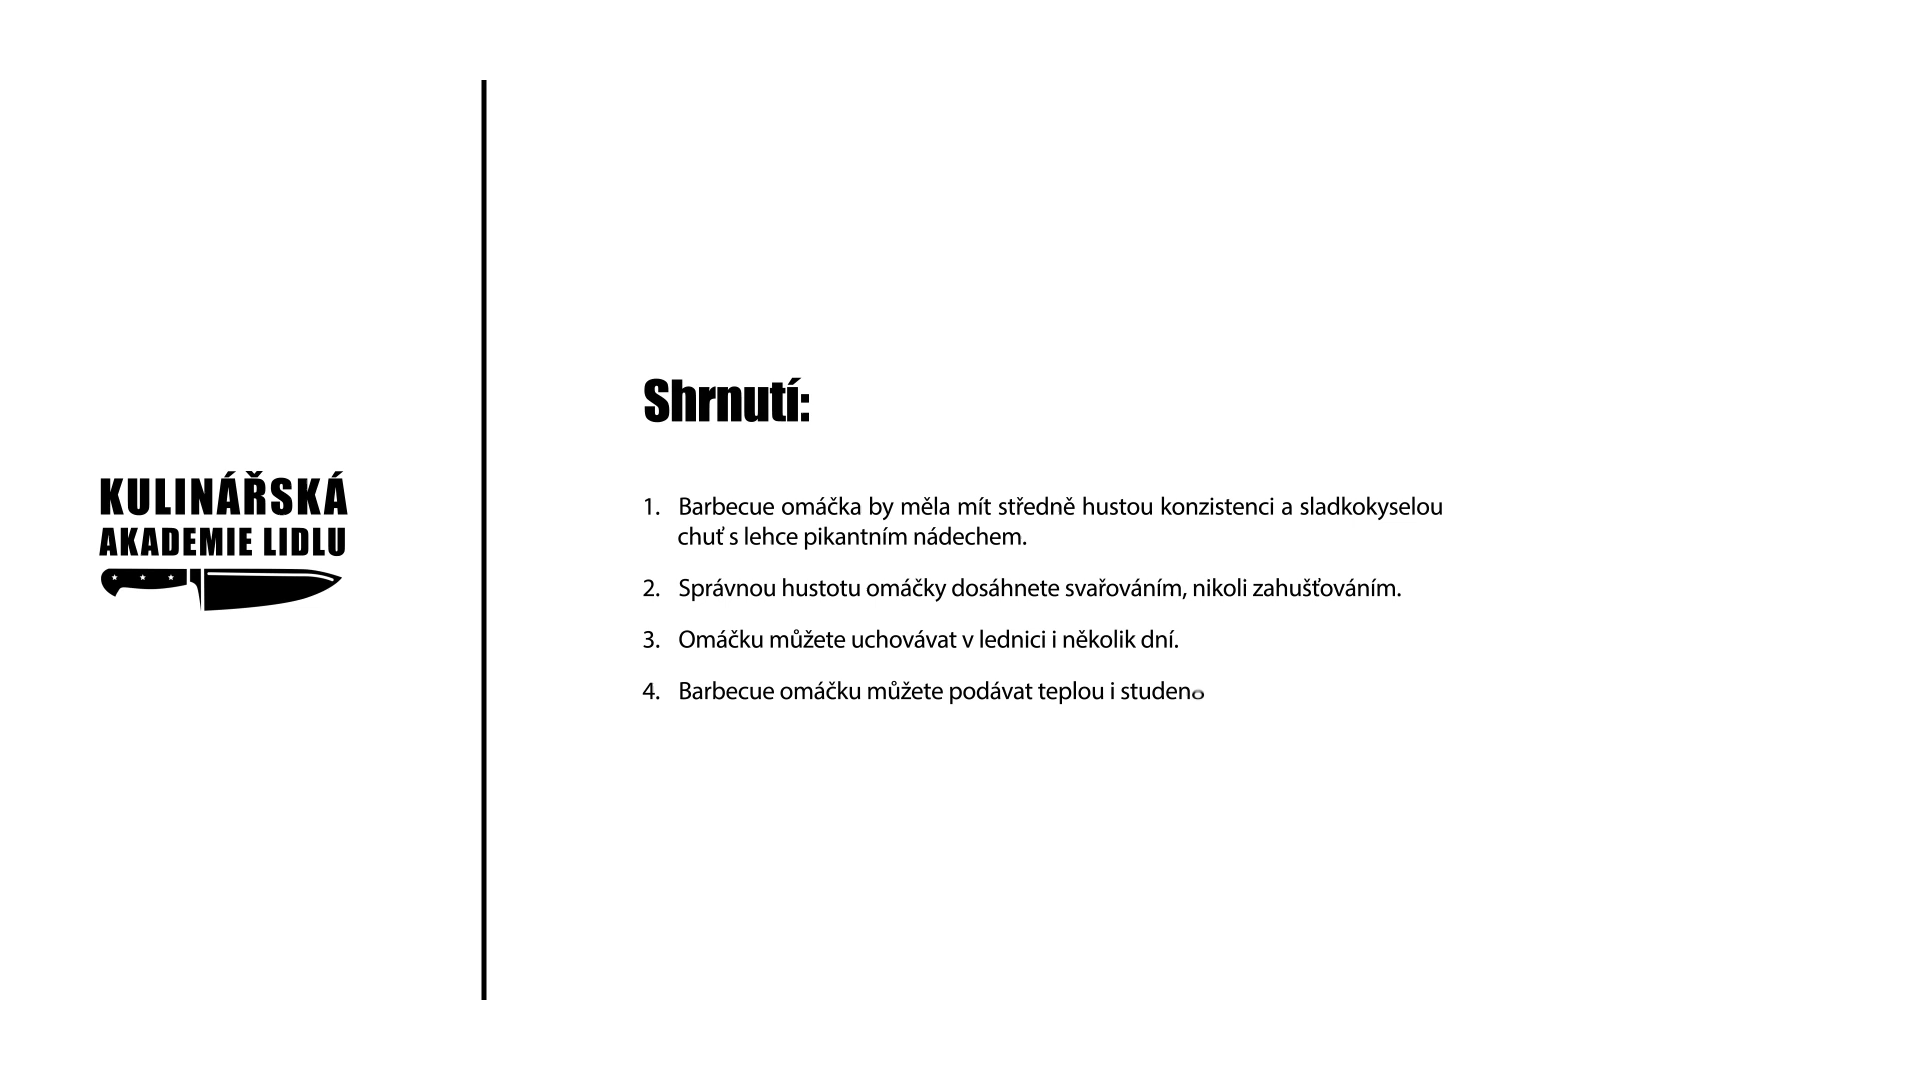 KULINÁŘSKÁ
AKADEMIE LIDLU
Shrnutí:
1. Barbecue omáčka by měla mít středně hustou konzistenci a sladkokyselou
chuť s lehce pikantním nádechem.
2. Správnou hustotu omáčky dosáhnete svařováním, nikoli zahušťováním.
3. Omáčku můžete uchovávat v lednici i několik dní.
4. Barbecue omáčku můžete podávat teplou i studeno